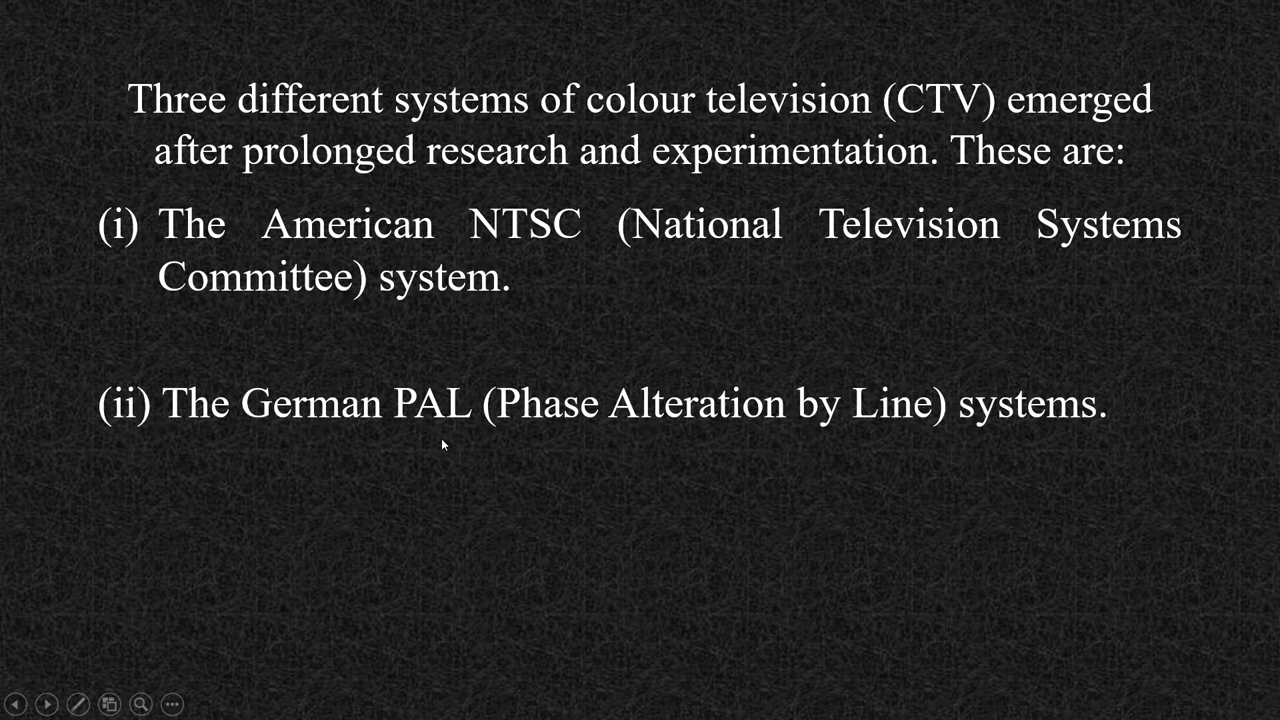 Three different systems of colour television (CTV) emerged
after prolonged research and experimentation. These are:
(i) The American NTSC (National Television Systems
Committee) system.
(ii) The German PAL (Phase Alteration by Line) systems.